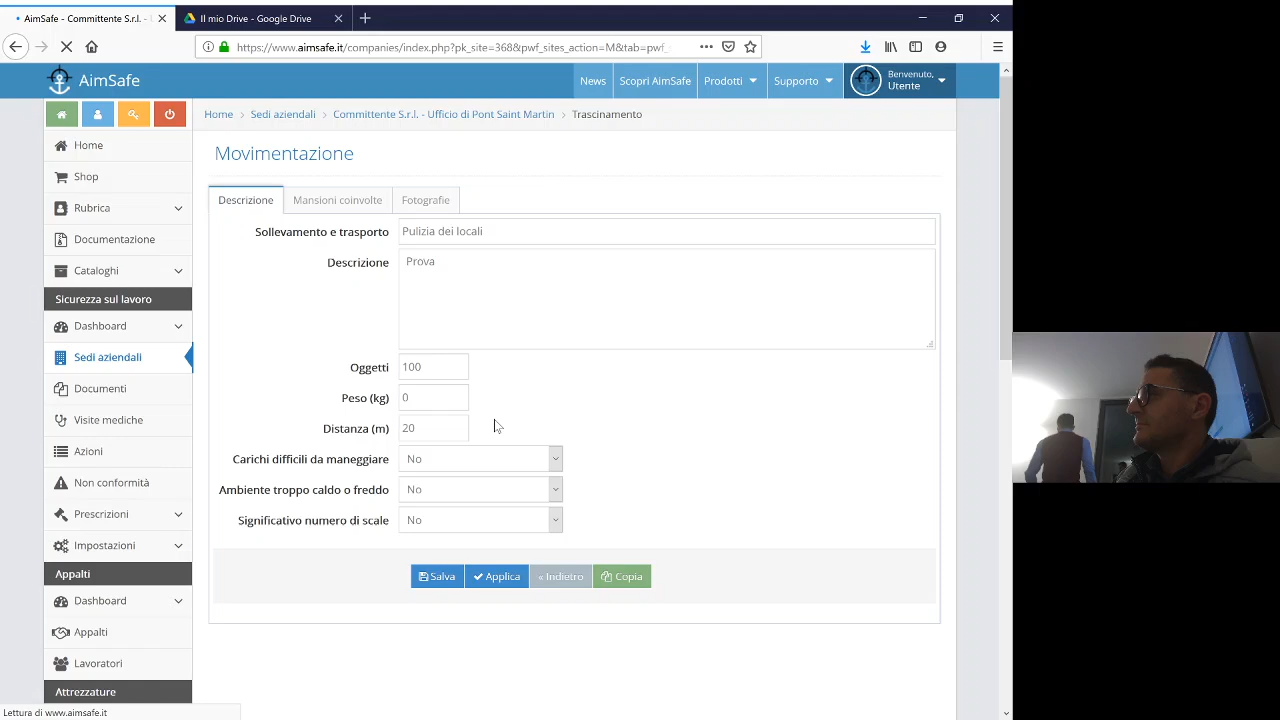 AimSafe - Committente S.r.l. -
Il mio Drive - Google Drive
https://www.aimsafe.it/companies/index.php?pk_site=368&pwf_sites_action=M&tab=pwf_s
AimSafe
News
Scopri AimSafe
Prodotti
Supporto
Benvenuto,
Utente
Home > Sedi aziendali > Committente S.r.l. - Ufficio di Pont Saint Martin > Trascinamento
Home
Shop
Rubrica
Documentazione
Cataloghi
Sicurezza sul lavoro
Dashboard
Sedi aziendali
Documenti
Visite mediche
Azioni
Non conformità
Prescrizioni
Impostazioni
Appalti
Dashboard
Appalti
Lavoratori
Attrezzature
Movimentazione
Descrizione
Mansioni coinvolte
Fotografie
Sollevamento e trasporto Pulizia dei locali
Descrizione Prova
Oggetti 100
Peso (kg) 0
Distanza (m) 20
Carichi difficili da maneggiare No
Ambiente troppo caldo o freddo No
Significativo numero di scale No
Salva
Applica
« Indietro
Copia
Lettura di www.aimsafe.it